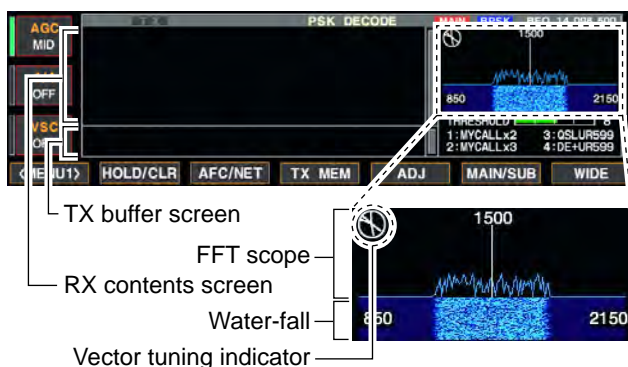 AGC
MID
PSK DECODE
MAIN BPSK
1500
OFF
850 2150
THRESHOLD 8
1:MYCALLx2 3:QSLUR599
2:MYCALLx3 4:DE+UR599
<MENU1> HOLD/CLR AFC/NET TX MEM ADJ MAIN/SUB WIDE
TX buffer screen
1500
FFT scope
RX contents screen
Water-fall
850 2150
Vector tuning indicator